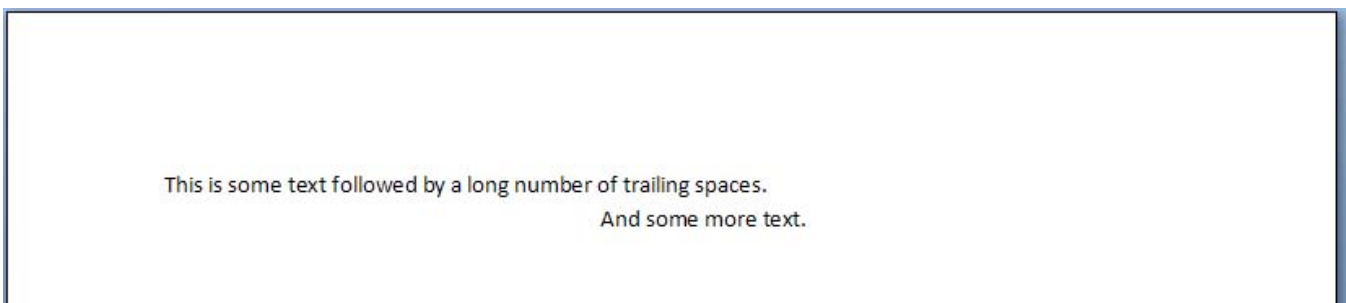 This is some text followed by a long number of trailing spaces.
And some more text.